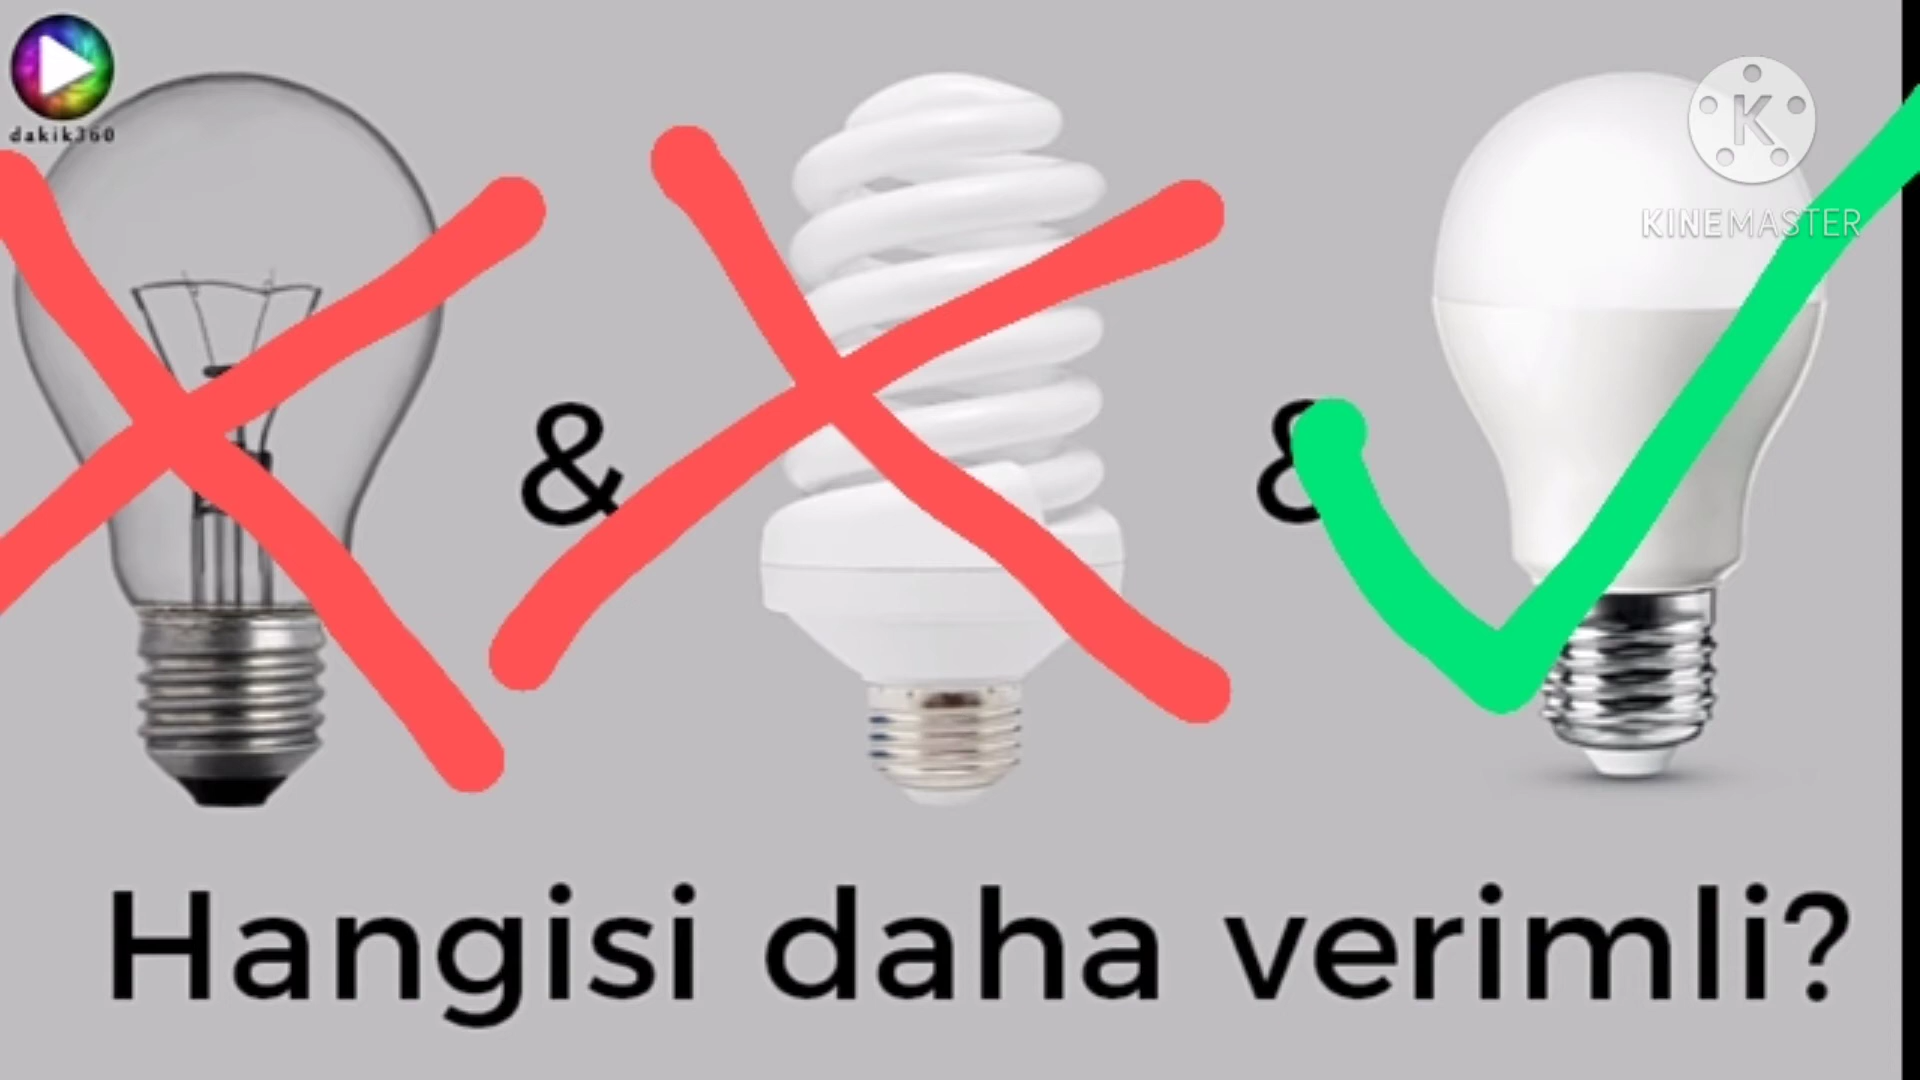 dakik360
K
KINEMASTER
& &
Hangisi daha verimli?